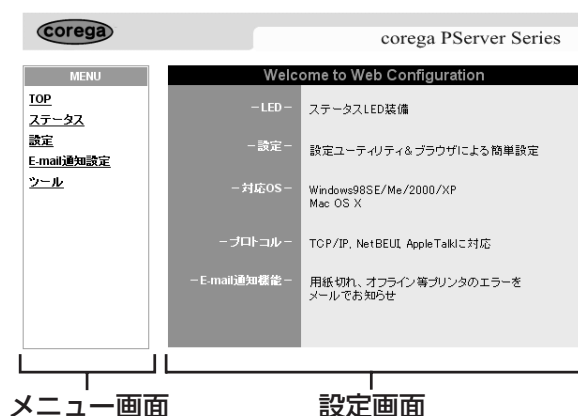 corega
corega PServer Series
MENU
TOP
ステータス
設定
E-mail通知設定
ツール
Welcome to Web Configuration
－LED－
ステータスLED装備
－設定－
設定ユーティリティ&ブラウザによる簡単設定
－対応OS－
Windows98SE/Me/2000/XP
Mac OS X
－プロトコル－
TCP/IP, NetBEUI, AppleTalkに対応
－E-mail通知機能－
用紙切れ、オフライン等プリンタのエラーを
メールでお知らせ
メニュー画面
設定画面